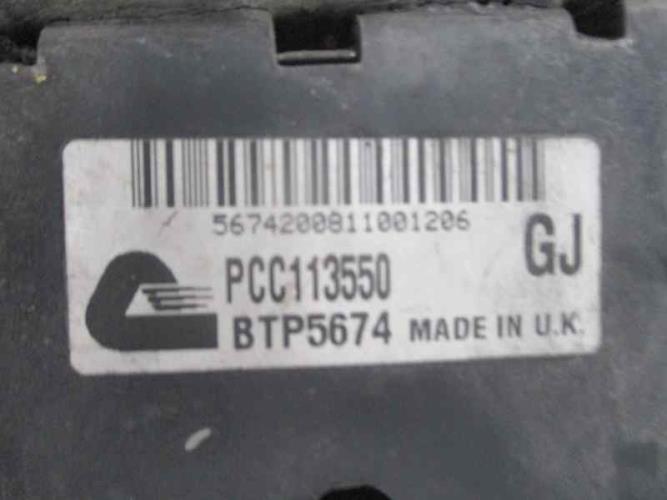 5674200811001206
GJ
PCC113550
BTP5674 MADE IN U.K.